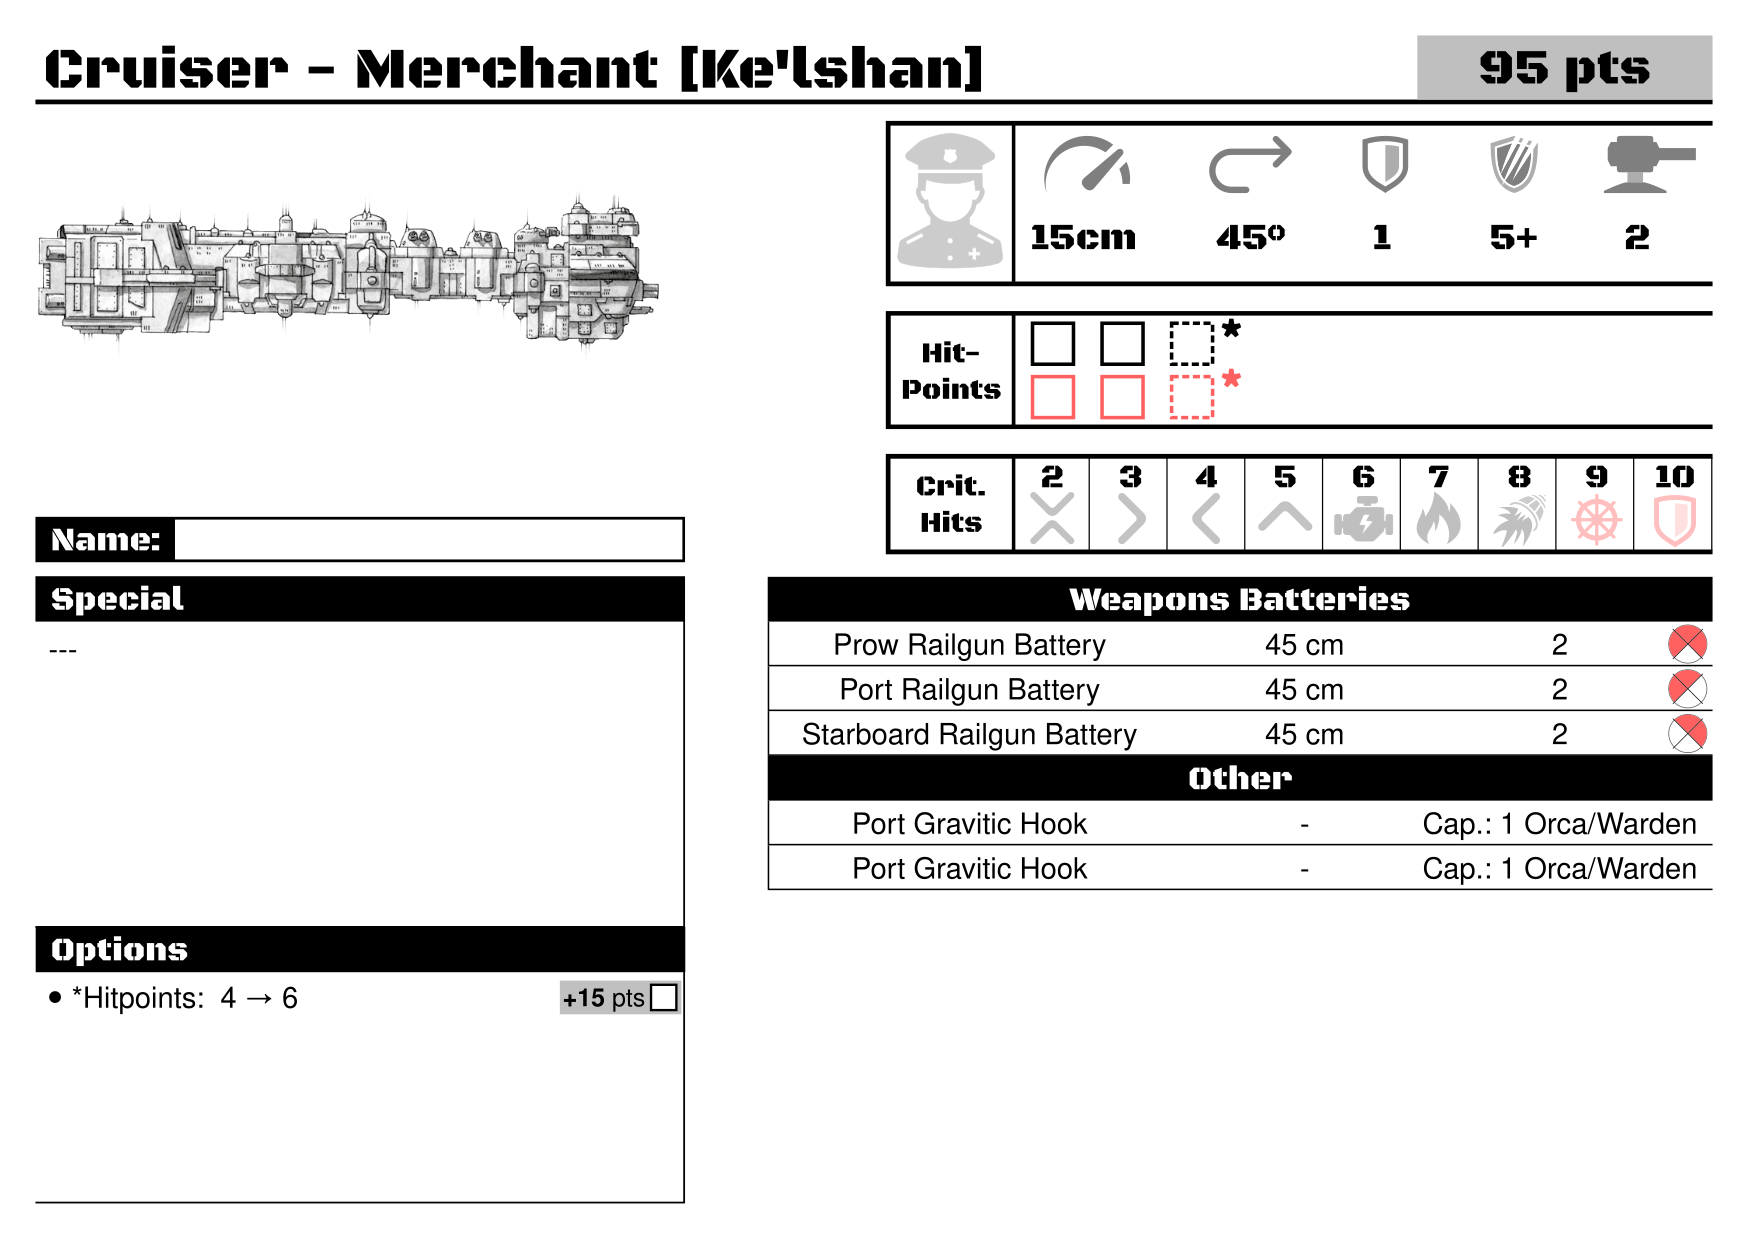 Cruiser – Merchant [Ke'lshan]
95 pts
15cm 45º 1 5+ 2
Hit-
Points
*
*
Crit.
Hits
2 3 4 5 6 7 8 9 10
Name:
Special
---
Options
• *Hitpoints: 4 → 6 +15 pts
Weapons Batteries
Prow Railgun Battery 45 cm 2
Port Railgun Battery 45 cm 2
Starboard Railgun Battery 45 cm 2
Other
Port Gravitic Hook - Cap.: 1 Orca/Warden
Port Gravitic Hook - Cap.: 1 Orca/Warden